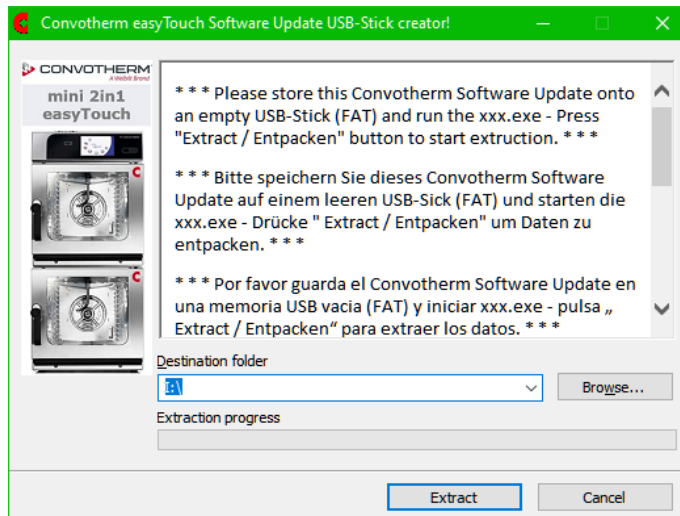 Convotherm easyTouch Software Update USB-Stick creator!
CONVOTHERM
A Welbilt Brand
mini 2in1
easyTouch
* * * Please store this Convotherm Software Update onto
an empty USB-Stick (FAT) and run the xxx.exe - Press
"Extract / Entpacken" button to start extruction. * * *
* * * Bitte speichern Sie dieses Convotherm Software
Update auf einem leeren USB-Sick (FAT) und starten die
xxx.exe - Drücke " Extract / Entpacken" um Daten zu
entpacken. * * *
* * * Por favor guarda el Convotherm Software Update en
una memoria USB vacia (FAT) y iniciar xxx.exe - pulsa „
Extract / Entpacken“ para extraer los datos. * * *
Destination folder
I:\
Browse...
Extraction progress
Extract
Cancel